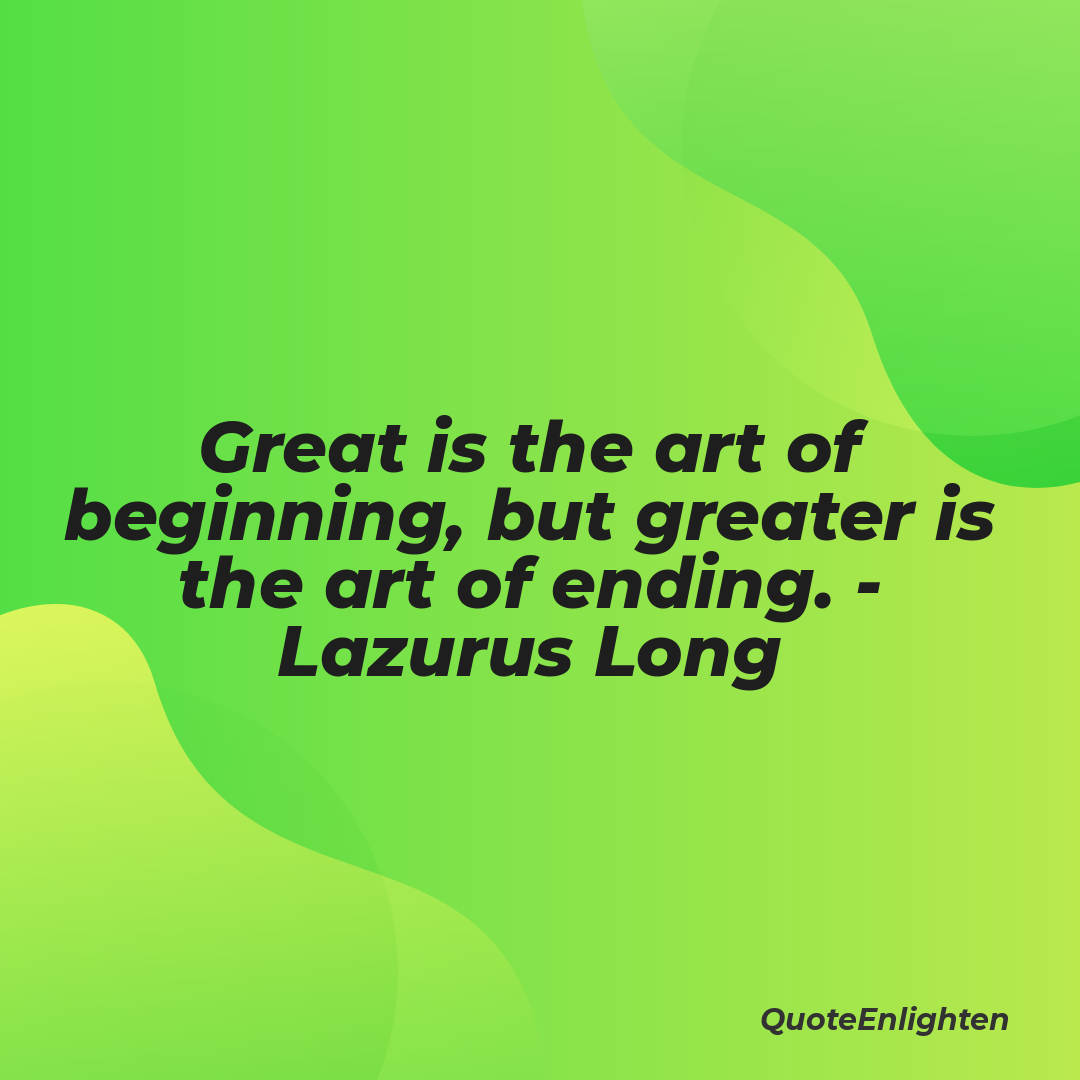 Great is the art of
beginning, but greater is
the art of ending. -
Lazurus Long
QuoteEnlighten